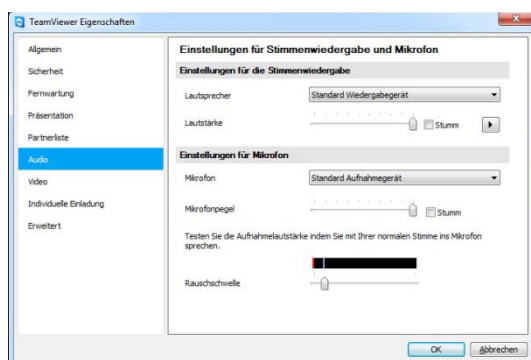 TeamViewer Eigenschaften
Allgemein
Sicherheit
Fernwartung
Präsentation
Partnerliste
Audio
Video
Individuelle Einladung
Erweitert
Einstellungen für Stimmenwiedergabe und Mikrofon
Einstellungen für die Stimmenwiedergabe
Lautsprecher
Standard Wiedergabegerät
Lautstärke
Stumm
Einstellungen für Mikrofon
Mikrofon
Standard Aufnahmegerät
Mikrofonpegel
Stumm
Testen Sie die Aufnahmelautstärke indem Sie mit Ihrer normalen Stimme ins Mikrofon
sprechen.
Rauschschwelle
OK
Abbrechen